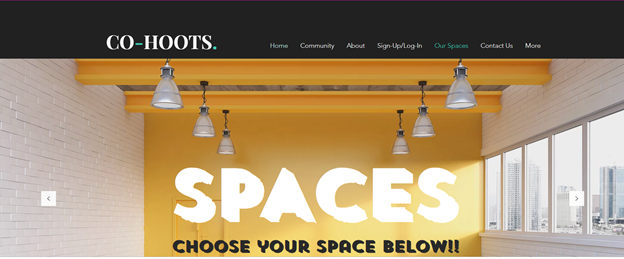 CO-HOOTS.
Home Community About Sign-Up/Log-In Our Spaces Contact Us More
SPACES
CHOOSE YOUR SPACE BELOW!!